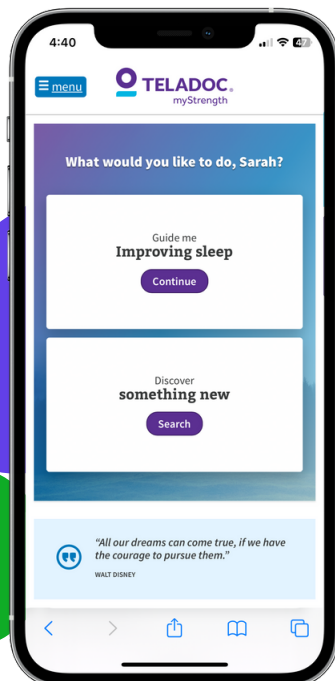 4:40
47
menu
TELADOC®
myStrength
What would you like to do, Sarah?
Guide me
Improving sleep
Continue
Discover
something new
Search
“All our dreams can come true, if we have
the courage to pursue them.”
WALT DISNEY